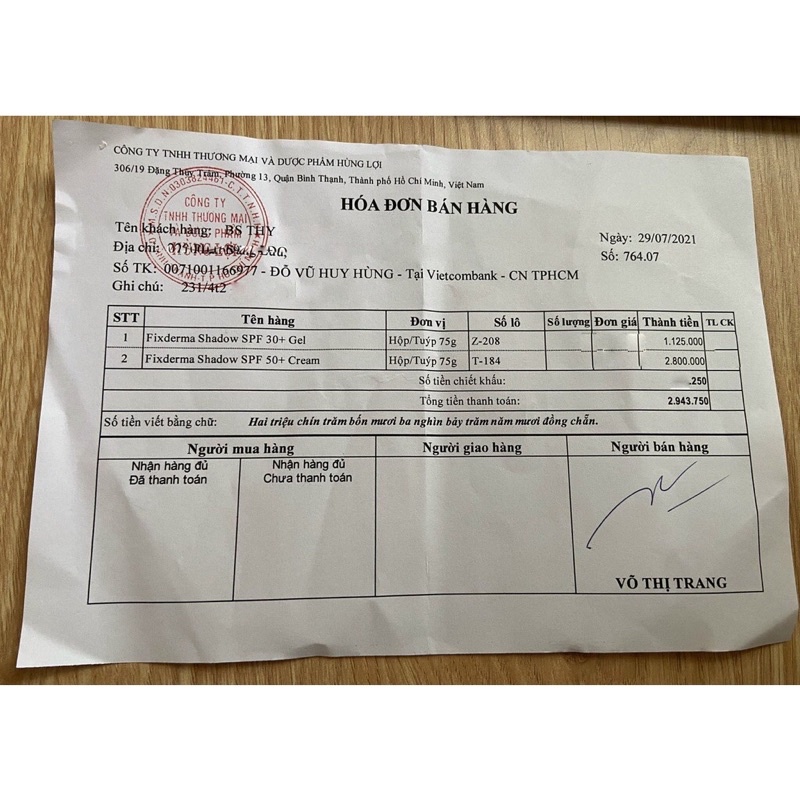 CÔNG TY TNHH THƯƠNG MẠI VÀ DƯỢC PHẨM HÙNG LỢI
306/19 Đặng Thùy Trâm, Phường 13, Quận Bình Thạnh, Thành phố Hồ Chí Minh, Việt Nam
HÓA ĐƠN BÁN HÀNG
CÔNG TY
TNHH THƯƠNG MẠI
VÀ DƯỢC PHẨM
Tên khách hàng: BS THY
Ngày: 29/07/2021
Địa chỉ:
Số: 764.07
Số TK: 0071001166977 - ĐỖ VŨ HUY HÙNG - Tại Vietcombank - CN TPHCM
Ghi chú: 231/4t2
STT Tên hàng Đơn vị Số lô Số lượng Đơn giá Thành tiền TL CK
1 Fixderma Shadow SPF 30+ Gel Hộp/Tuýp 75g Z-208 1.125.000
2 Fixderma Shadow SPF 50+ Cream Hộp/Tuýp 75g T-184 2.800.000
Số tiền chiết khấu: .250
Tổng tiền thanh toán: 2.943.750
Số tiền viết bằng chữ: Hai triệu chín trăm bốn mươi ba nghìn bảy trăm năm mươi đồng chẵn.
Người mua hàng Người giao hàng Người bán hàng
Nhận hàng đủ Nhận hàng đủ
Đã thanh toán Chưa thanh toán
VÕ THỊ TRANG